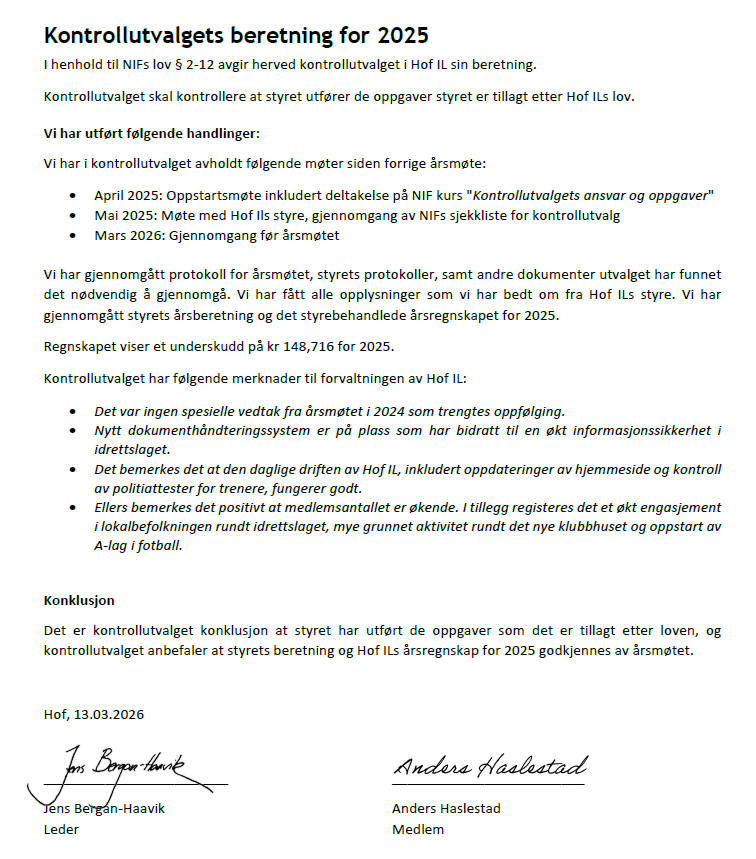 Kontrollutvalgets beretning for 2025
I henhold til NIFs lov § 2-12 avgir herved kontrollutvalget i Hof IL sin beretning.
Kontrollutvalget skal kontrollere at styret utfører de oppgaver styret er tillagt etter Hof ILs lov.
Vi har utført følgende handlinger:
Vi har i kontrollutvalget avholdt følgende møter siden forrige årsmøte:
• April 2025: Oppstartsmøte inkludert deltakelse på NIF kurs "Kontrollutvalgets ansvar og oppgaver"
• Mai 2025: Møte med Hof Ils styre, gjennomgang av NIFs sjekkliste for kontrollutvalg
• Mars 2026: Gjennomgang før årsmøtet
Vi har gjennomgått protokoll for årsmøtet, styrets protokoller, samt andre dokumenter utvalget har funnet
det nødvendig å gjennomgå. Vi har fått alle opplysninger som vi har bedt om fra Hof ILs styre. Vi har
gjennomgått styrets årsberetning og det styrebehandlede årsregnskapet for 2025.
Regnskapet viser et underskudd på kr 148,716 for 2025.
Kontrollutvalget har følgende merknader til forvaltningen av Hof IL:
• Det var ingen spesielle vedtak fra årsmøtet i 2024 som trengtes oppfølging.
• Nytt dokumenthåndteringssystem er på plass som har bidratt til en økt informasjonssikkerhet i
idrettslaget.
• Det bemerkes det at den daglige driften av Hof IL, inkludert oppdateringer av hjemmeside og kontroll
av politiattester for trenere, fungerer godt.
• Ellers bemerkes det positivt at medlemsantallet er økende. I tillegg registeres det et økt engasjement
i lokalbefolkningen rundt idrettslaget, mye grunnet aktivitet rundt det nye klubbhuset og oppstart av
A-lag i fotball.
Konklusjon
Det er kontrollutvalget konklusjon at styret har utført de oppgaver som det er tillagt etter loven, og
kontrollutvalget anbefaler at styrets beretning og Hof ILs årsregnskap for 2025 godkjennes av årsmøtet.
Hof, 13.03.2026
Jens Bergan-Haavik Anders Haslestad
Jens Bergan-Haavik Anders Haslestad
Leder Medlem